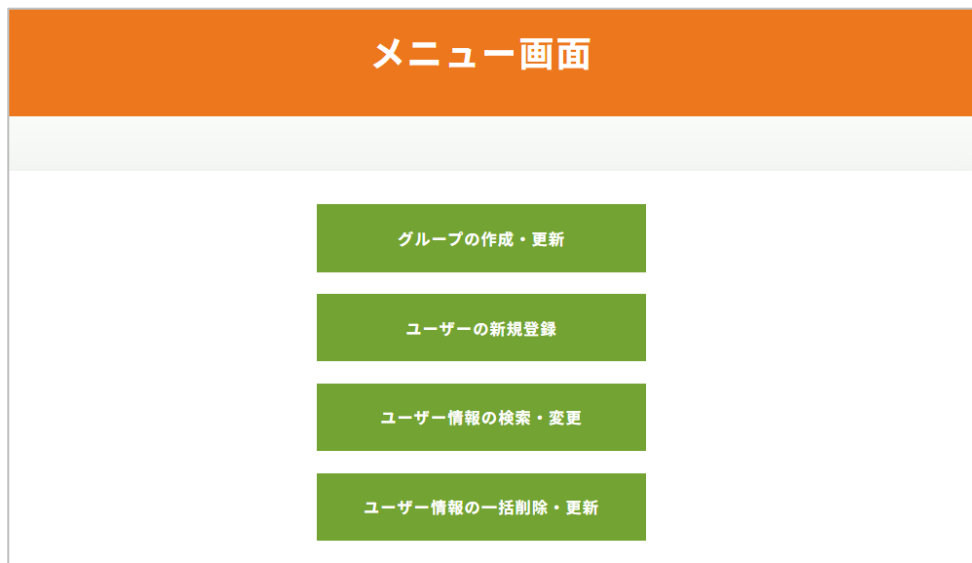 メニュー画面
グループの作成・更新
ユーザーの新規登録
ユーザー情報の検索・変更
ユーザー情報の一括削除・更新